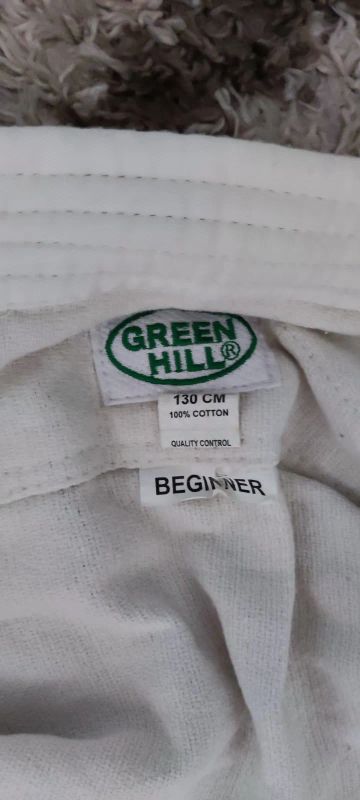 GREEN
HILL®
130 CM
100% COTTON
QUALITY CONTROL
BEGINNER